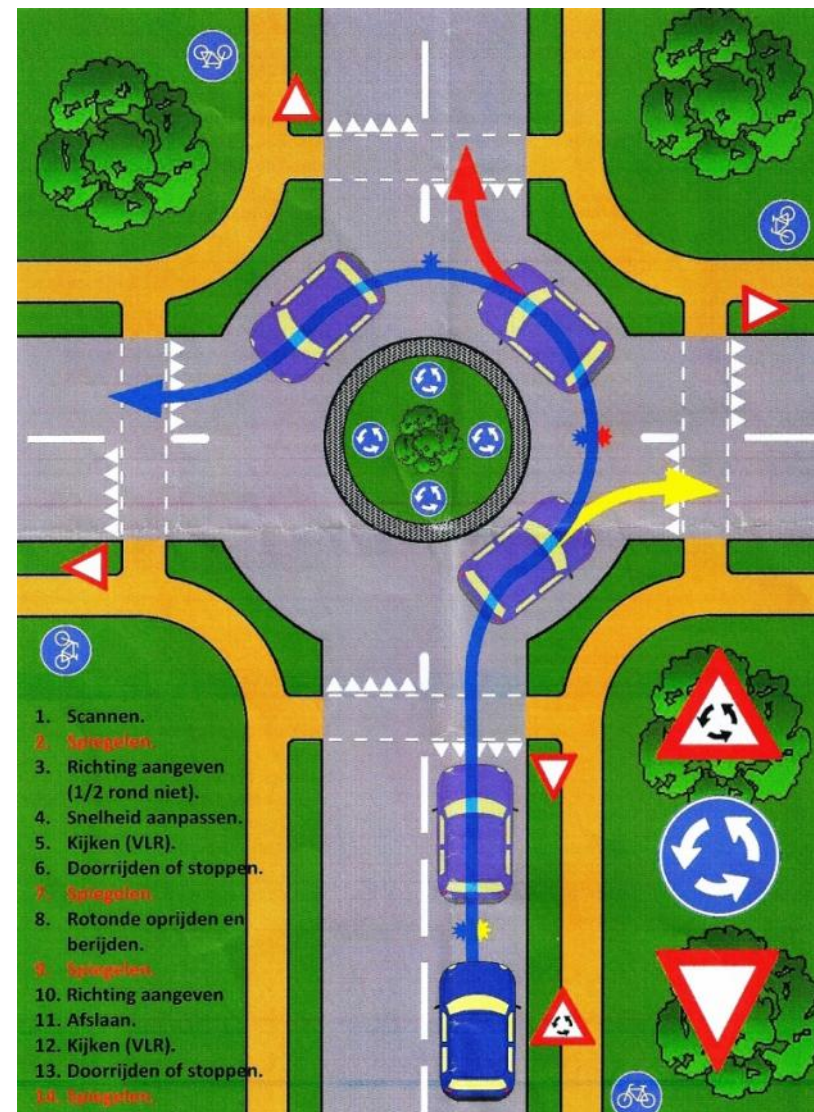 1. Scannen.
2. Spiegelen.
3. Richting aangeven
(1/2 rond niet).
4. Snelheid aanpassen.
5. Kijken (VLR).
6. Doorrijden of stoppen.
7. Spiegelen.
8. Rotonde oprijden en
berijden.
9. Spiegelen.
10. Richting aangeven
11. Afslaan.
12. Kijken (VLR).
13. Doorrijden of stoppen.
14. Spiegelen.